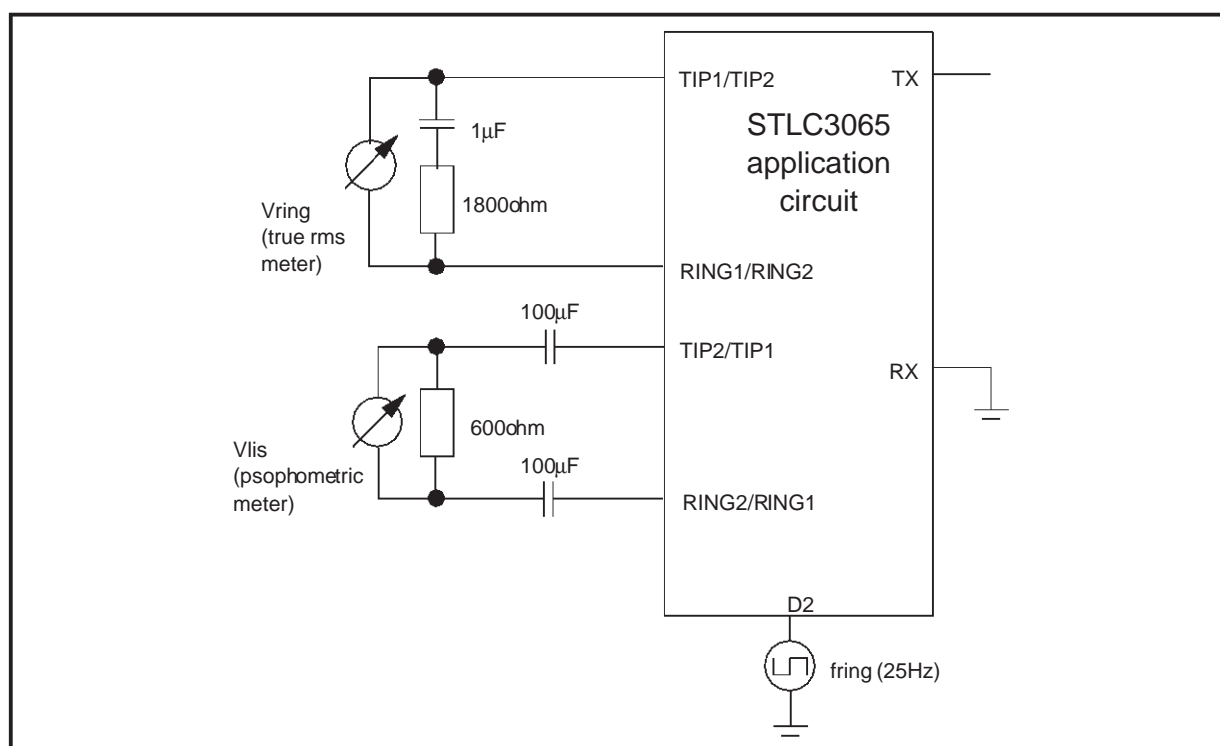 TIP1/TIP2
TX
STLC3065
application
circuit
1μF
1800ohm
Vring
(true rms
meter)
RING1/RING2
100μF
TIP2/TIP1
RX
600ohm
Vlis
(psophometric
meter)
100μF
RING2/RING1
D2
fring (25Hz)